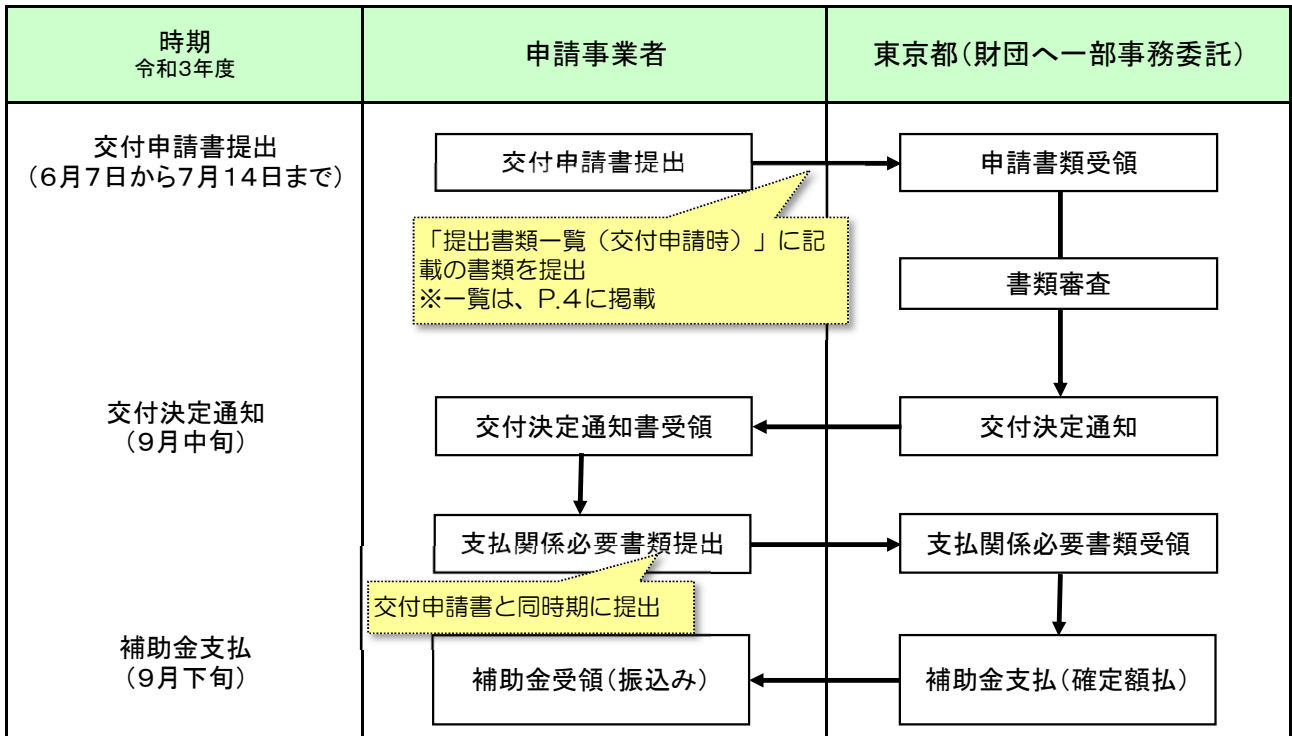 時期
令和3年度
申請事業者
東京都(財団へ一部事務委託)
交付申請書提出
(6月7日から7月14日まで)
交付申請書提出
申請書類受領
「提出書類一覧(交付申請時)」に記
載の書類を提出
※一覧は、P.4に掲載
書類審査
交付決定通知
(9月中旬)
交付決定通知書受領
交付決定通知
支払関係必要書類提出
支払関係必要書類受領
交付申請書と同時期に提出
補助金支払
(9月下旬)
補助金受領(振込み)
補助金支払(確定額払)